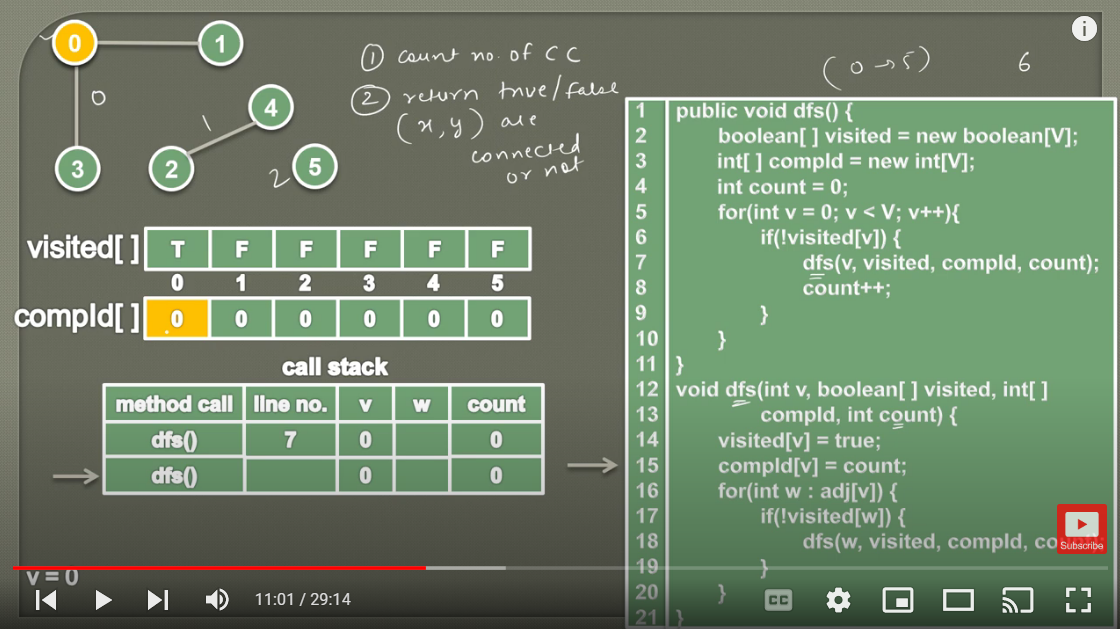 0
1
0
4
1
3
2
2
5
① count no. of CC
② return true/false
(x,y) are
connected
or not
(0 → 5)
6
visited[ ]
T F F F F F
0 1 2 3 4 5
compId[ ]
0 0 0 0 0 0
call stack
method call line no. v w count
dfs() 7 0 0
dfs() 0 0
1 public void dfs() {
2 boolean[ ] visited = new boolean[V];
3 int[ ] compId = new int[V];
4 int count = 0;
5 for(int v = 0; v < V; v++){
6 if(!visited[v]) {
7 dfs(v, visited, compId, count);
8 count++;
9 }
10 }
11 }
12 void dfs(int v, boolean[ ] visited, int[ ]
13 compId, int count) {
14 visited[v] = true;
15 compId[v] = count;
16 for(int w : adj[v]) {
17 if(!visited[w]) {
18 dfs(w, visited, compId, co
19 }
20 }
21 }
Subscribe
v = 0
11:01 / 29:14
CC
i